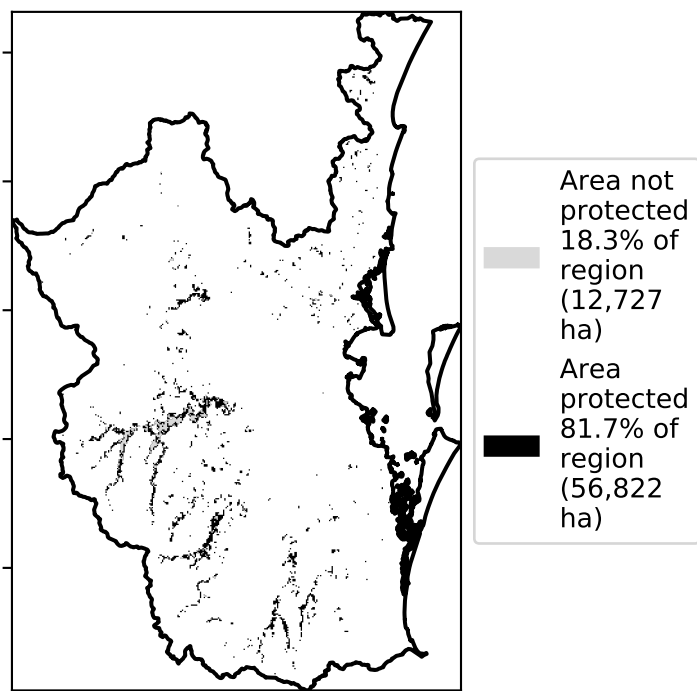 Area not
protected
18.3% of
region
(12,727
ha)
Area
protected
81.7% of
region
(56,822
ha)